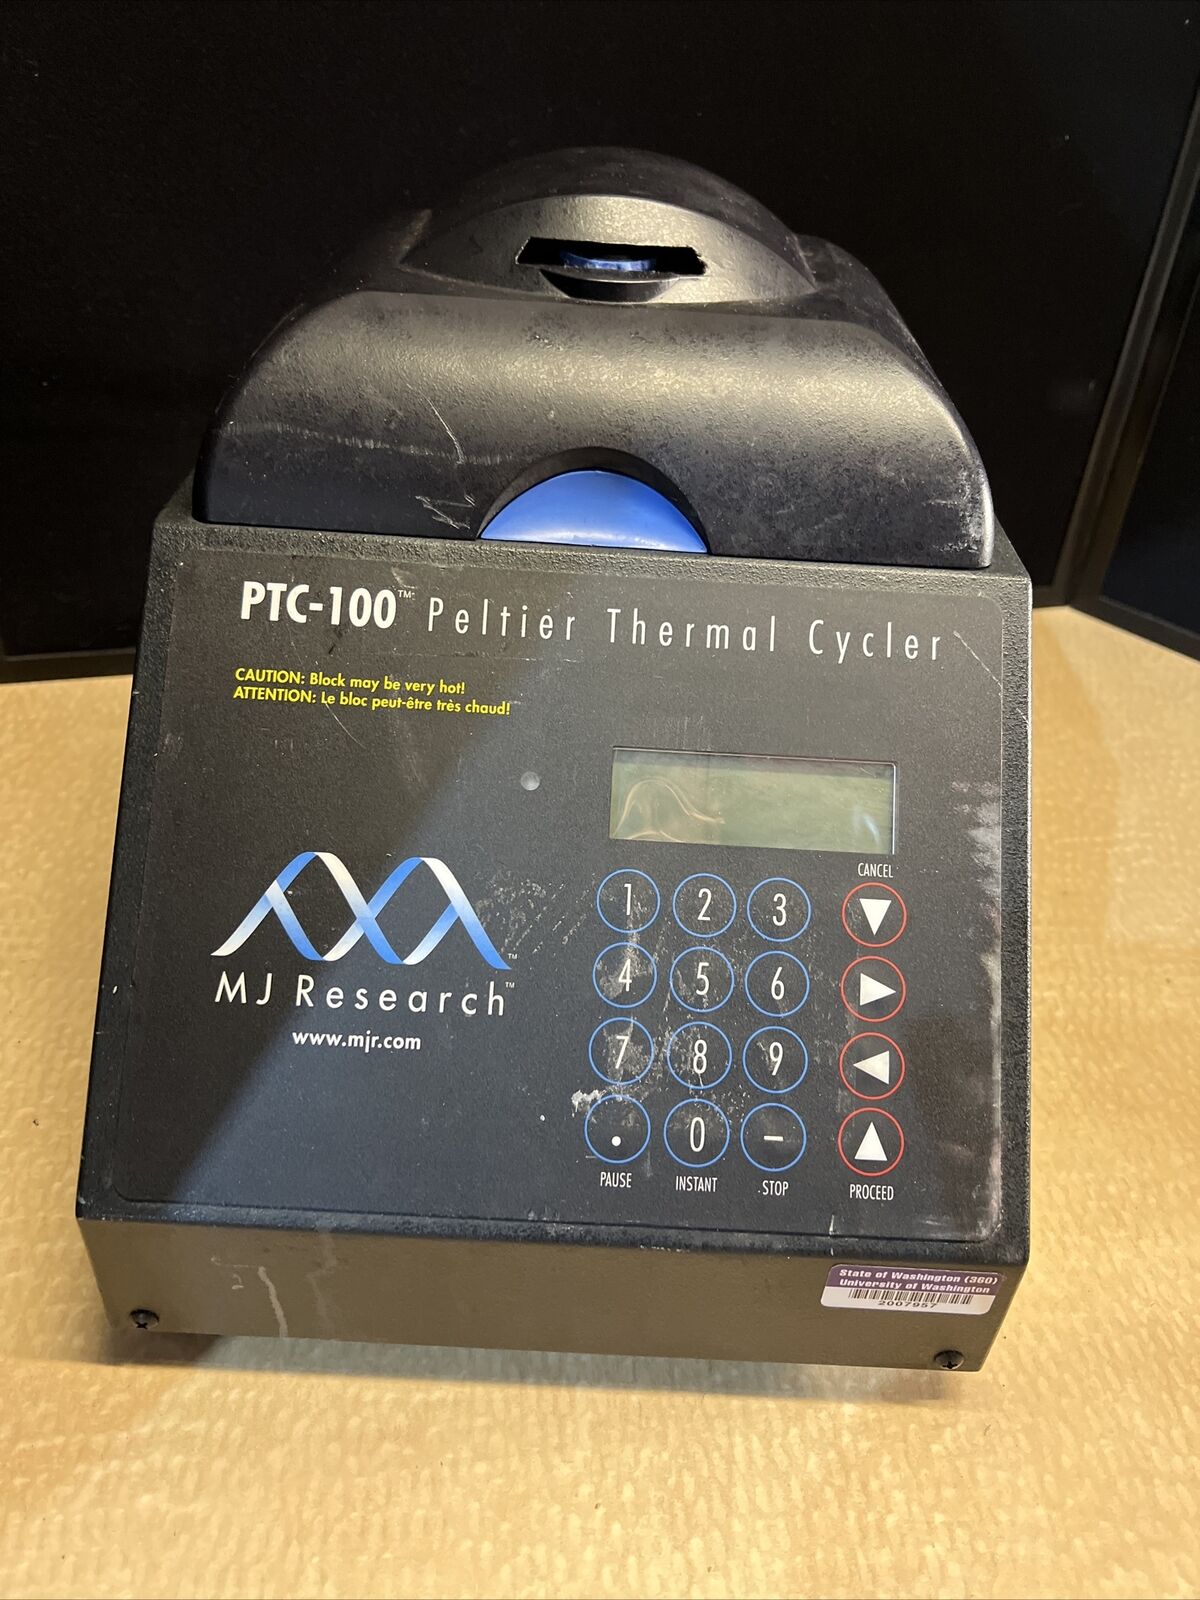 PTC-100™ Peltier Thermal Cycler
CAUTION: Block may be very hot!
ATTENTION: Le bloc peut-être très chaud!
™
MJ Research™
www.mjr.com
CANCEL
1 2 3
4 5 6
7 8 9
. 0 –
PAUSE INSTANT STOP PROCEED
State of Washington (360)
University of Washington
2007957